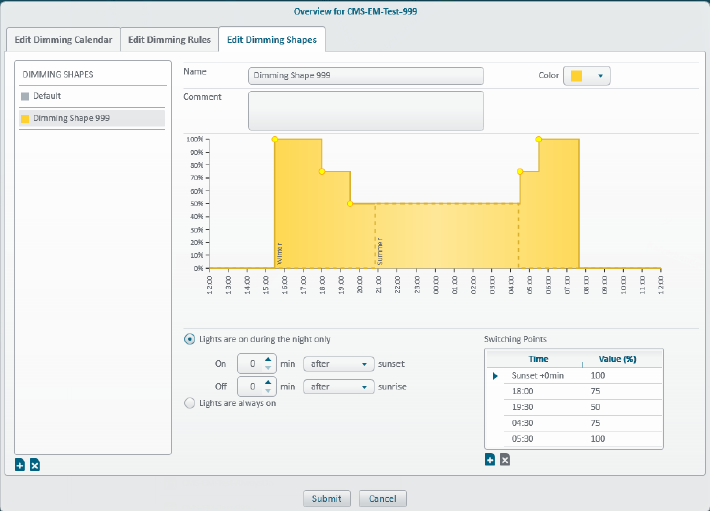 Overview for CMS-EM-Test-999
Edit Dimming Calendar Edit Dimming Rules Edit Dimming Shapes
DIMMING SHAPES
Default
Dimming Shape 999
Name Dimming Shape 999 Color
Comment
100%
90%
80%
70%
60%
50%
40%
30%
20%
10%
0%
Winter
Summer
12:00 13:00 14:00 15:00 16:00 17:00 18:00 19:00 20:00 21:00 22:00 23:00 00:00 01:00 02:00 03:00 04:00 05:00 06:00 07:00 08:00 09:00 10:00 11:00 12:00
Lights are on during the night only
On 0 min after sunset
Off 0 min after sunrise
Lights are always on
Switching Points
Time Value (%)
Sunset +0min 100
18:00 75
19:30 50
04:30 75
05:30 100
Submit Cancel